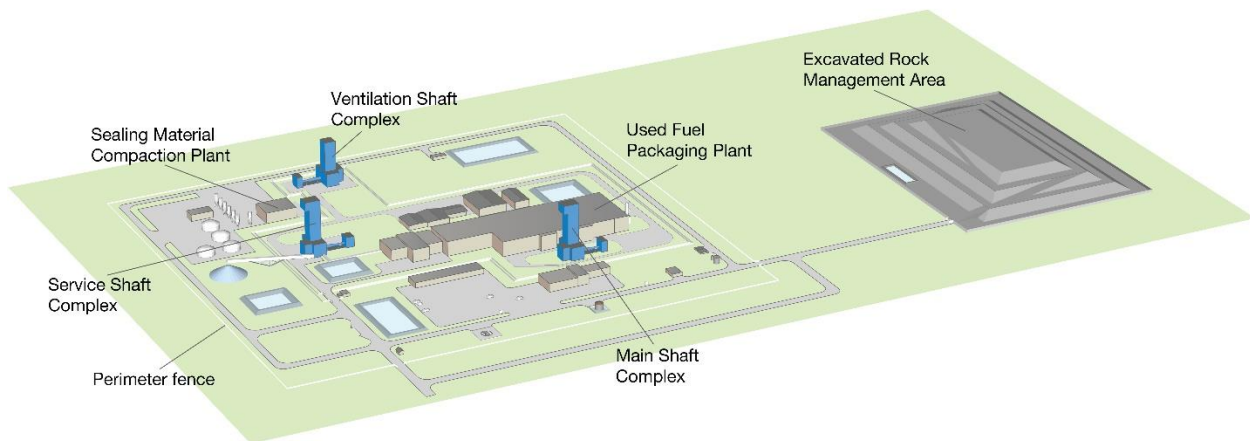 Excavated Rock
Management Area
Ventilation Shaft
Complex
Sealing Material
Compaction Plant
Used Fuel
Packaging Plant
Service Shaft
Complex
Main Shaft
Complex
Perimeter fence